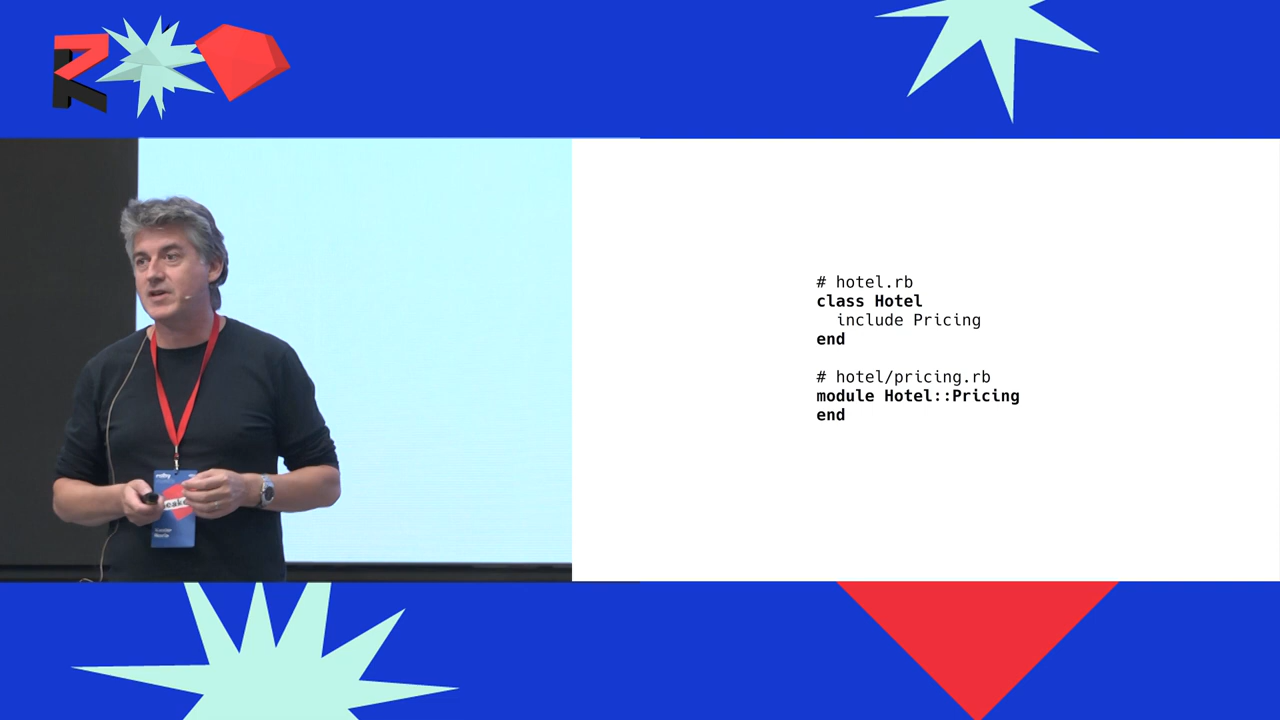 # hotel.rb
class Hotel
  include Pricing
end

# hotel/pricing.rb
module Hotel::Pricing
end